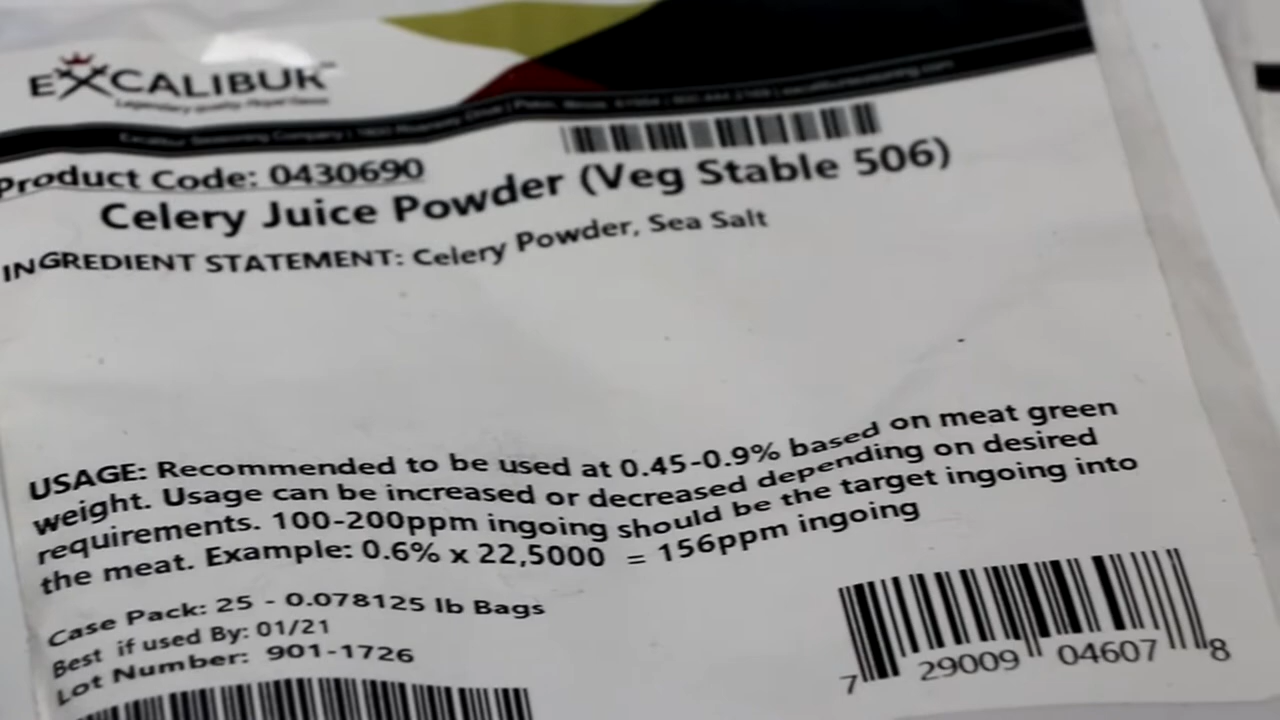 EXCALIBUR
Product Code: 0430690
Celery Juice Powder (Veg Stable 506)
INGREDIENT STATEMENT: Celery Powder, Sea Salt
USAGE: Recommended to be used at 0.45-0.9% based on meat green
weight. Usage can be increased or decreased depending on desired
requirements. 100-200ppm ingoing should be the target ingoing into
the meat. Example: 0.6% x 22,5000 = 156ppm ingoing
Case Pack: 25 - 0.078125 lb Bags
Best if used By: 01/21
Lot Number: 901-1726
7 29009 04607 8